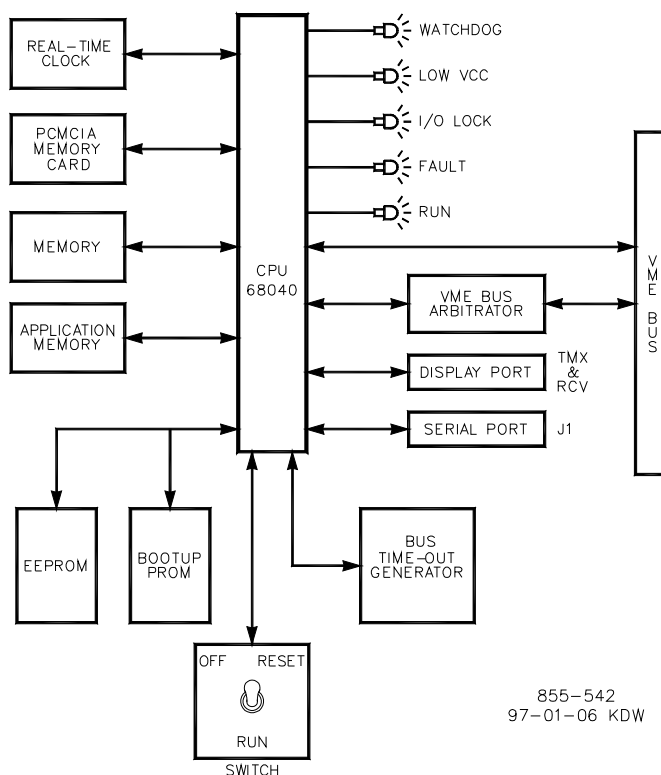 REAL-TIME
CLOCK
PCMCIA
MEMORY
CARD
MEMORY
APPLICATION
MEMORY
CPU
68040
WATCHDOG
LOW VCC
I/O LOCK
FAULT
RUN
VME BUS
VME BUS
ARBITRATOR
DISPLAY PORT
TMX
&
RCV
SERIAL PORT
J1
EEPROM
BOOTUP
PROM
BUS
TIME-OUT
GENERATOR
OFF RESET
RUN
SWITCH
855-542
97-01-06 KDW